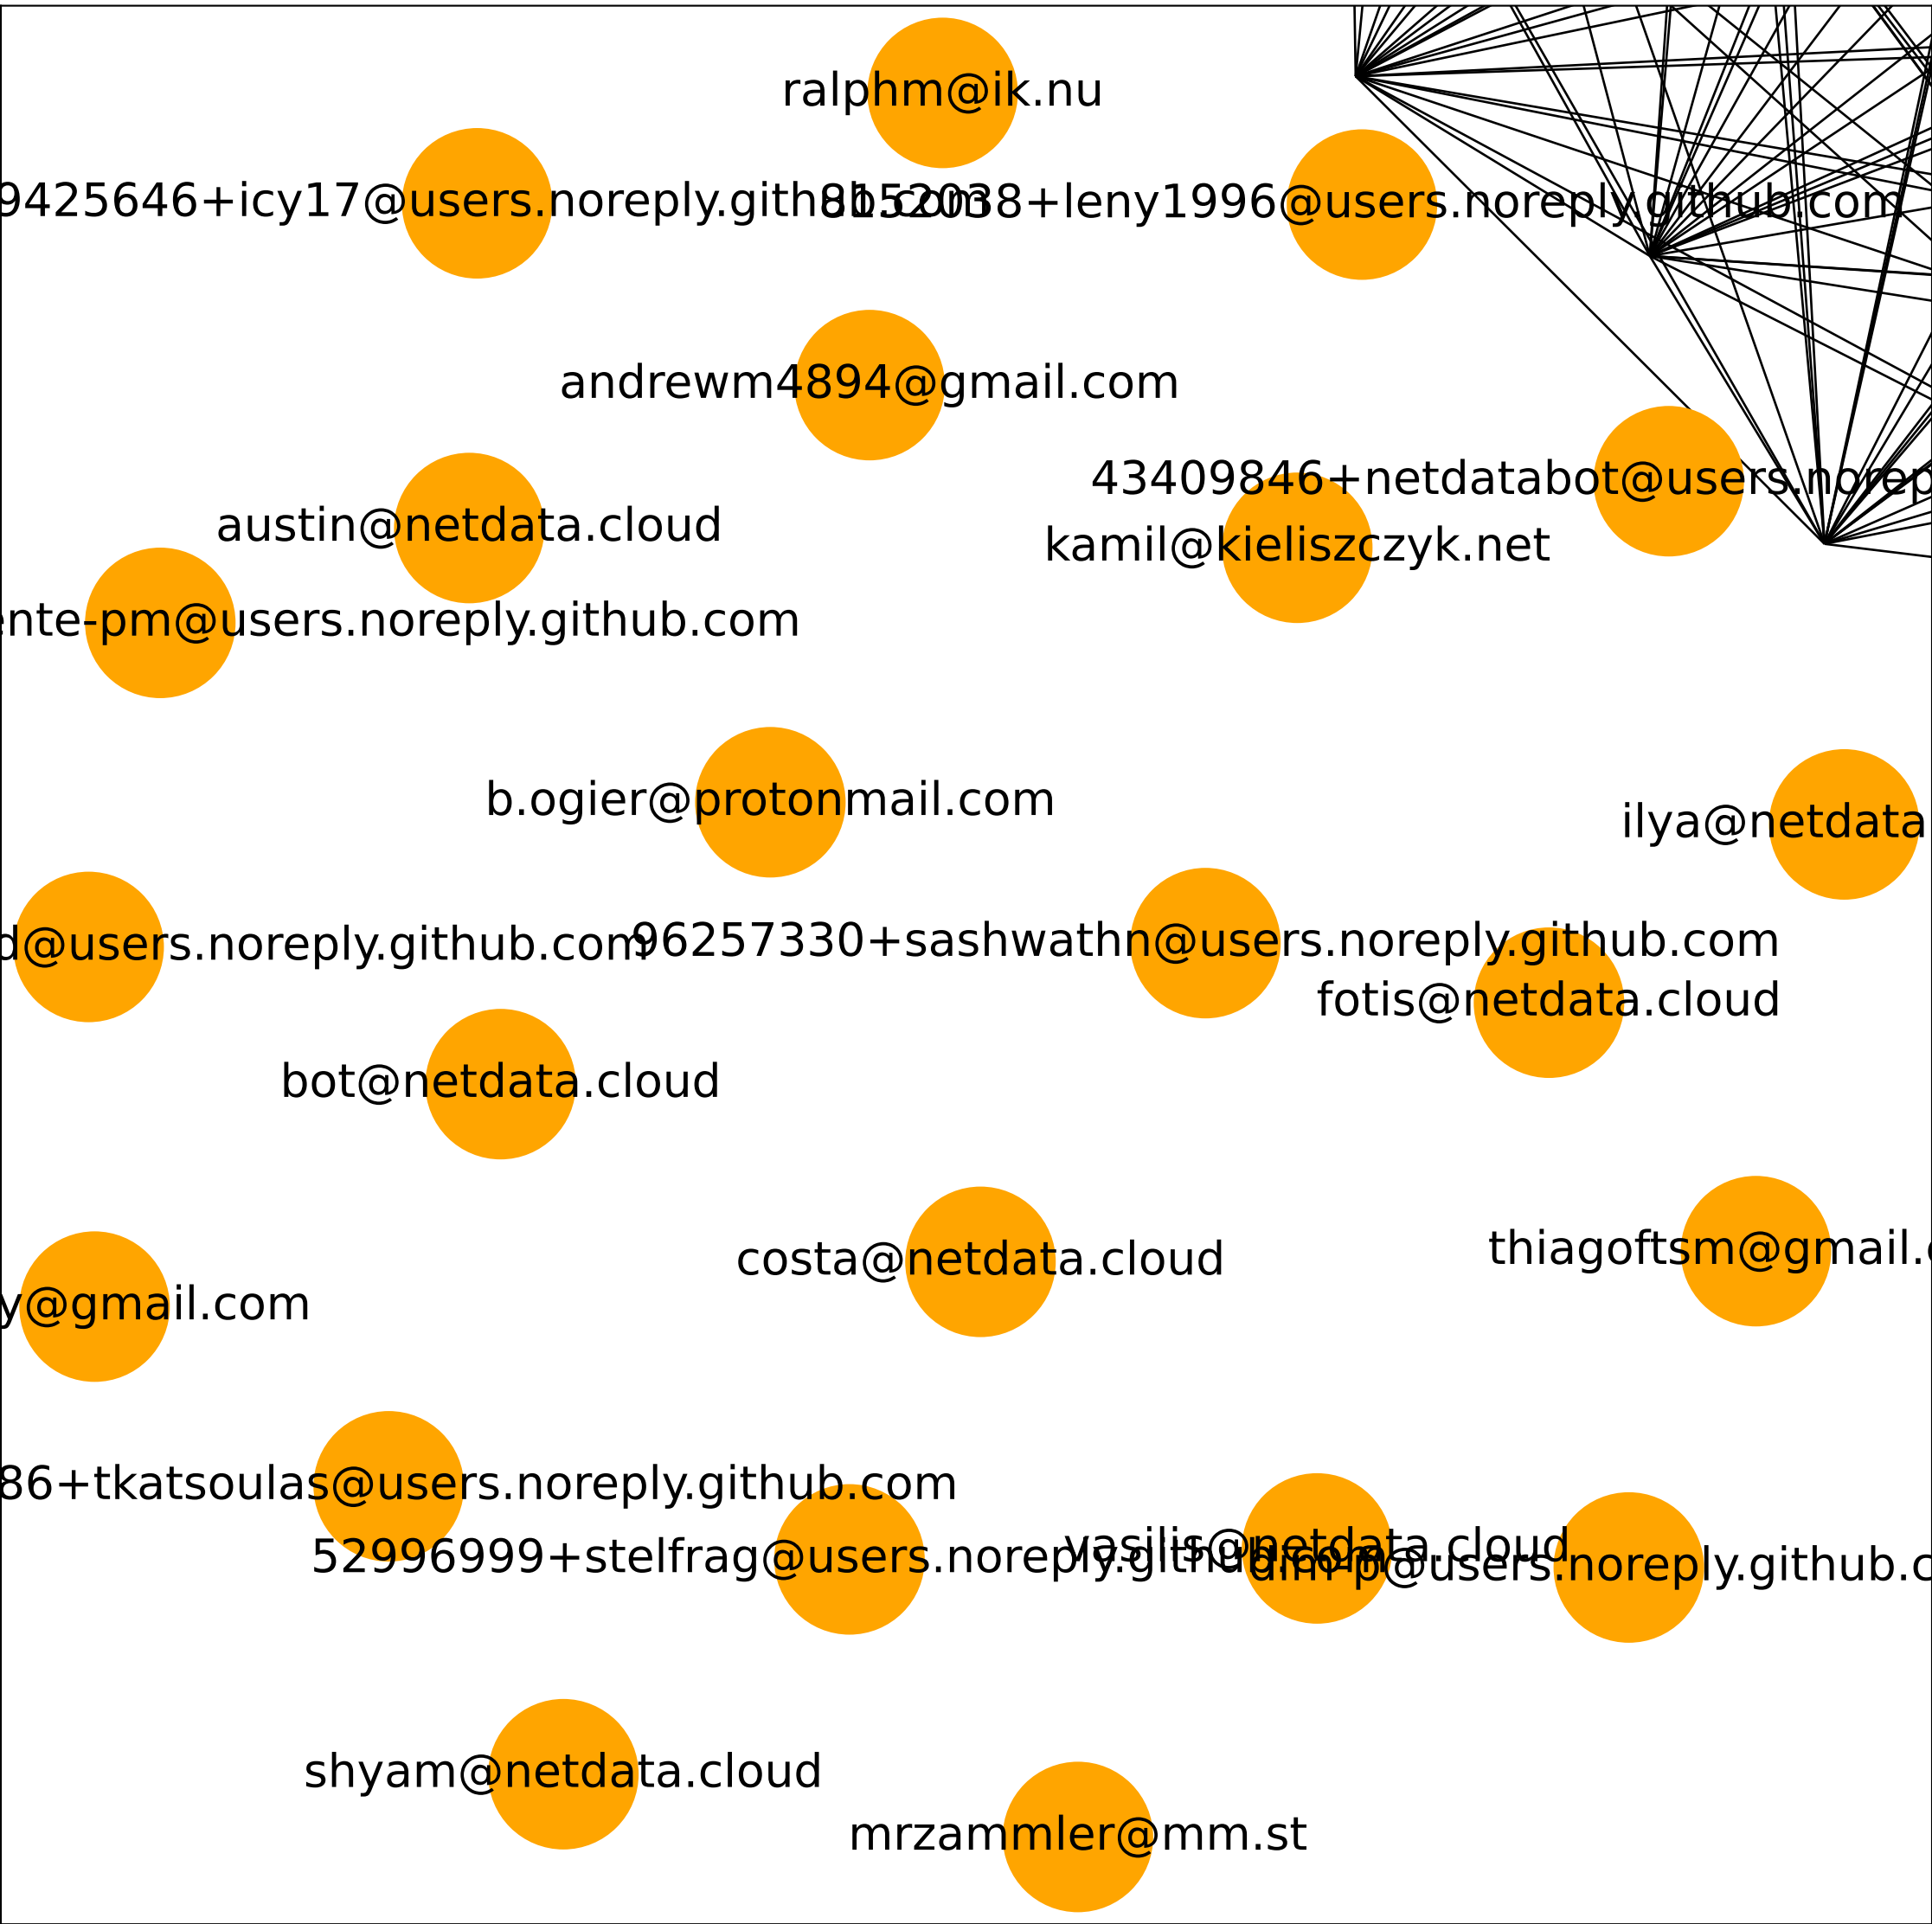 ralphm@ik.nu
9425646+icy17@users.noreply.github.com
8152038+leny1996@users.noreply.github.com
andrewm4894@gmail.com
43409846+netdatabot@users.norep
austin@netdata.cloud
kamil@kieliszczyk.net
ente-pm@users.noreply.github.com
b.ogier@protonmail.com
ilya@netdata
d@users.noreply.github.com
96257330+sashwathn@users.noreply.github.com
fotis@netdata.cloud
bot@netdata.cloud
thiagoftsm@gmail.c
costa@netdata.cloud
y@gmail.com
86+tkatsoulas@users.noreply.github.com
vasilis@netdata.cloud
52996999+stelfrag@users.noreply.github.com
dim-p@users.noreply.github.c
shyam@netdata.cloud
mrzammler@mm.st